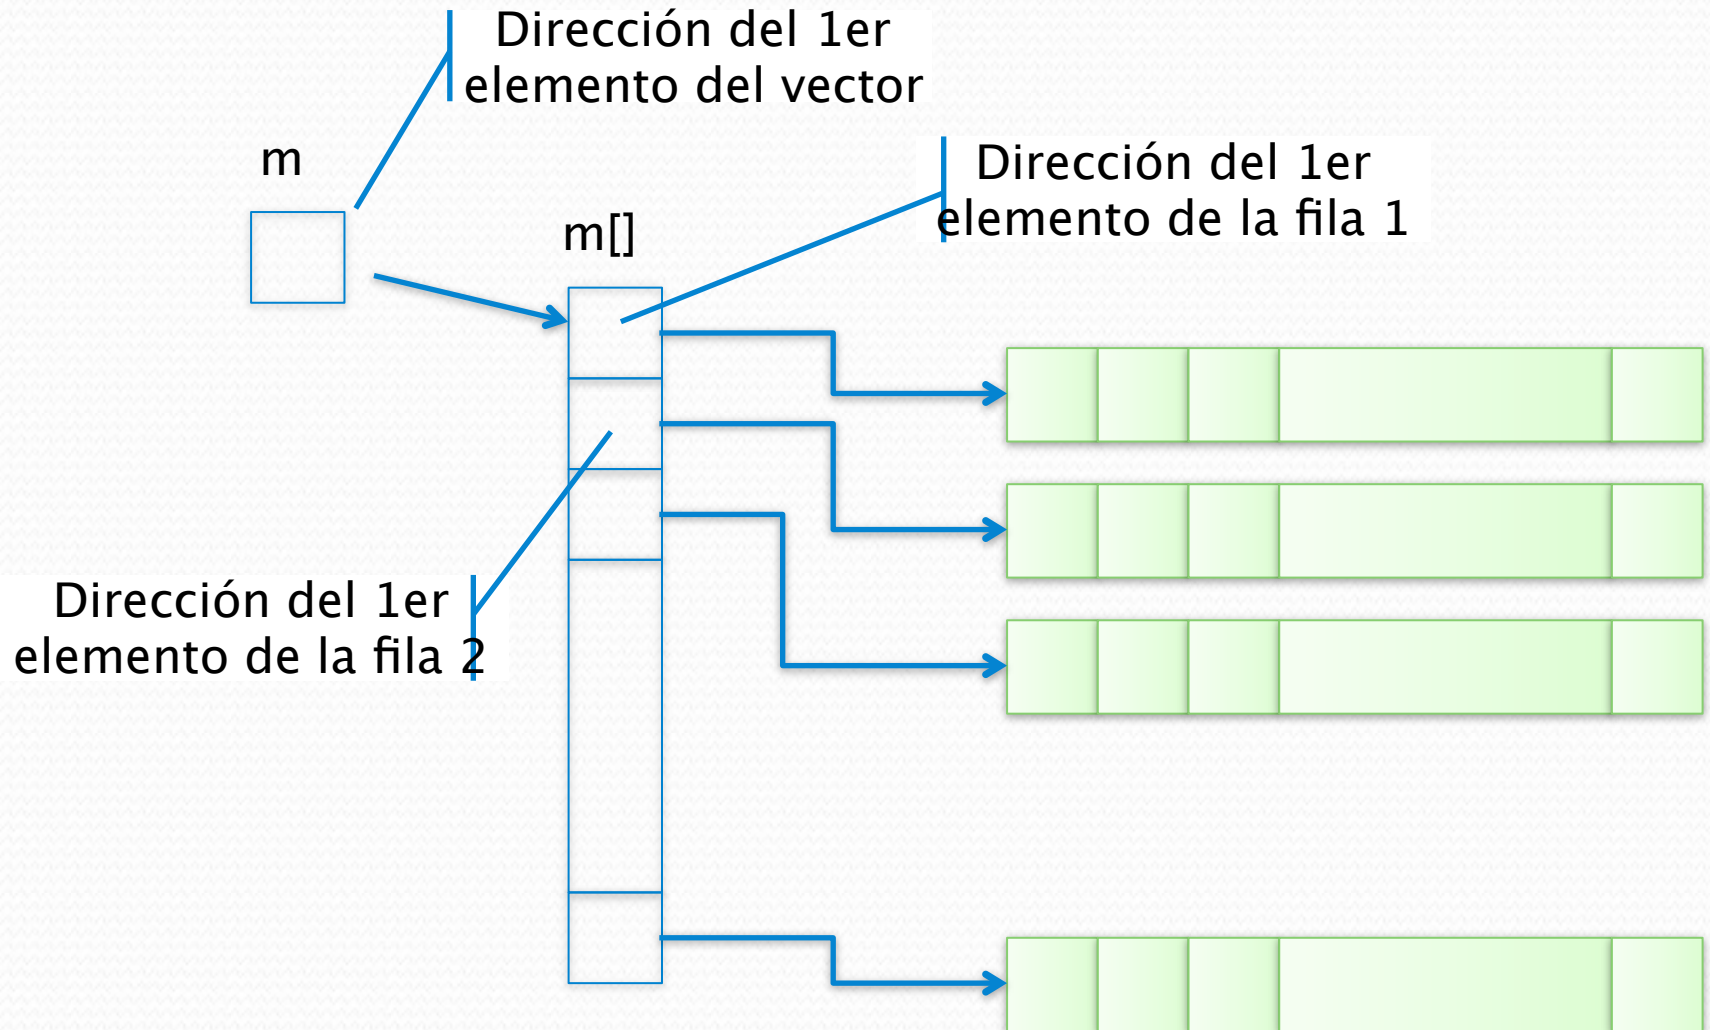 Dirección del 1er
elemento del vector
m
Dirección del 1er
elemento de la fila 1
m[]
Dirección del 1er
elemento de la fila 2